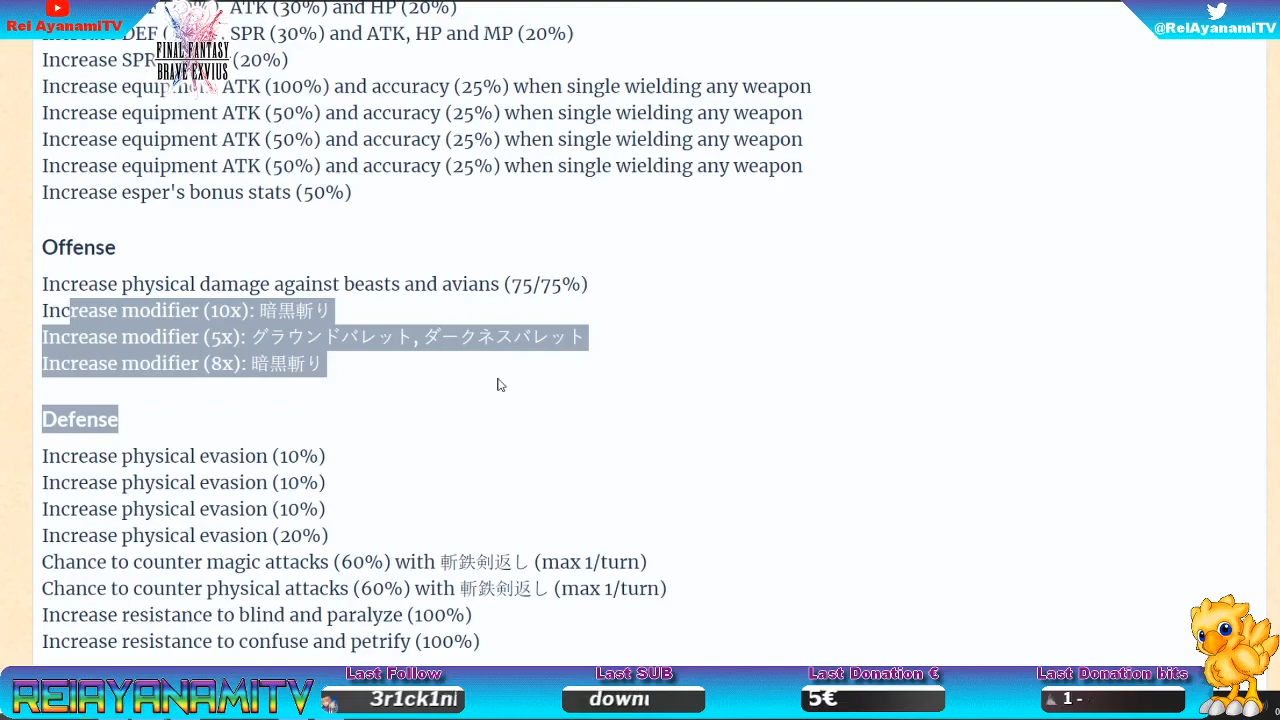 ATK (30%) and HP (20%)
SPR (30%) and ATK, HP and MP (20%)
Increase SPR (20%)
Increase ATK (100%) and accuracy (25%) when single wielding any weapon
Increase equipment ATK (50%) and accuracy (25%) when single wielding any weapon
Increase equipment ATK (50%) and accuracy (25%) when single wielding any weapon
Increase equipment ATK (50%) and accuracy (25%) when single wielding any weapon
Increase esper's bonus stats (50%)
Offense
Increase physical damage against beasts and avians (75/75%)
Increase modifier (10x): 暗黒斬り
Increase modifier (5x): グラウンドバレット, ダークネスバレット
Increase modifier (8x): 暗黒斬り
Defense
Increase physical evasion (10%)
Increase physical evasion (10%)
Increase physical evasion (10%)
Increase physical evasion (20%)
Chance to counter magic attacks (60%) with 斬鉄剣返し (max 1/turn)
Chance to counter physical attacks (60%) with 斬鉄剣返し (max 1/turn)
Increase resistance to blind and paralyze (100%)
Increase resistance to confuse and petrify (100%)
Rei AyanamiTV
FINAL FANTASY
BRAVE EXVIUS
@ReiAyanamiTV
REIAYANAMITV
Last Follow
3r1ck1n
Last SUB
down
Last Donation €
5€
Last Donation bits
1 -